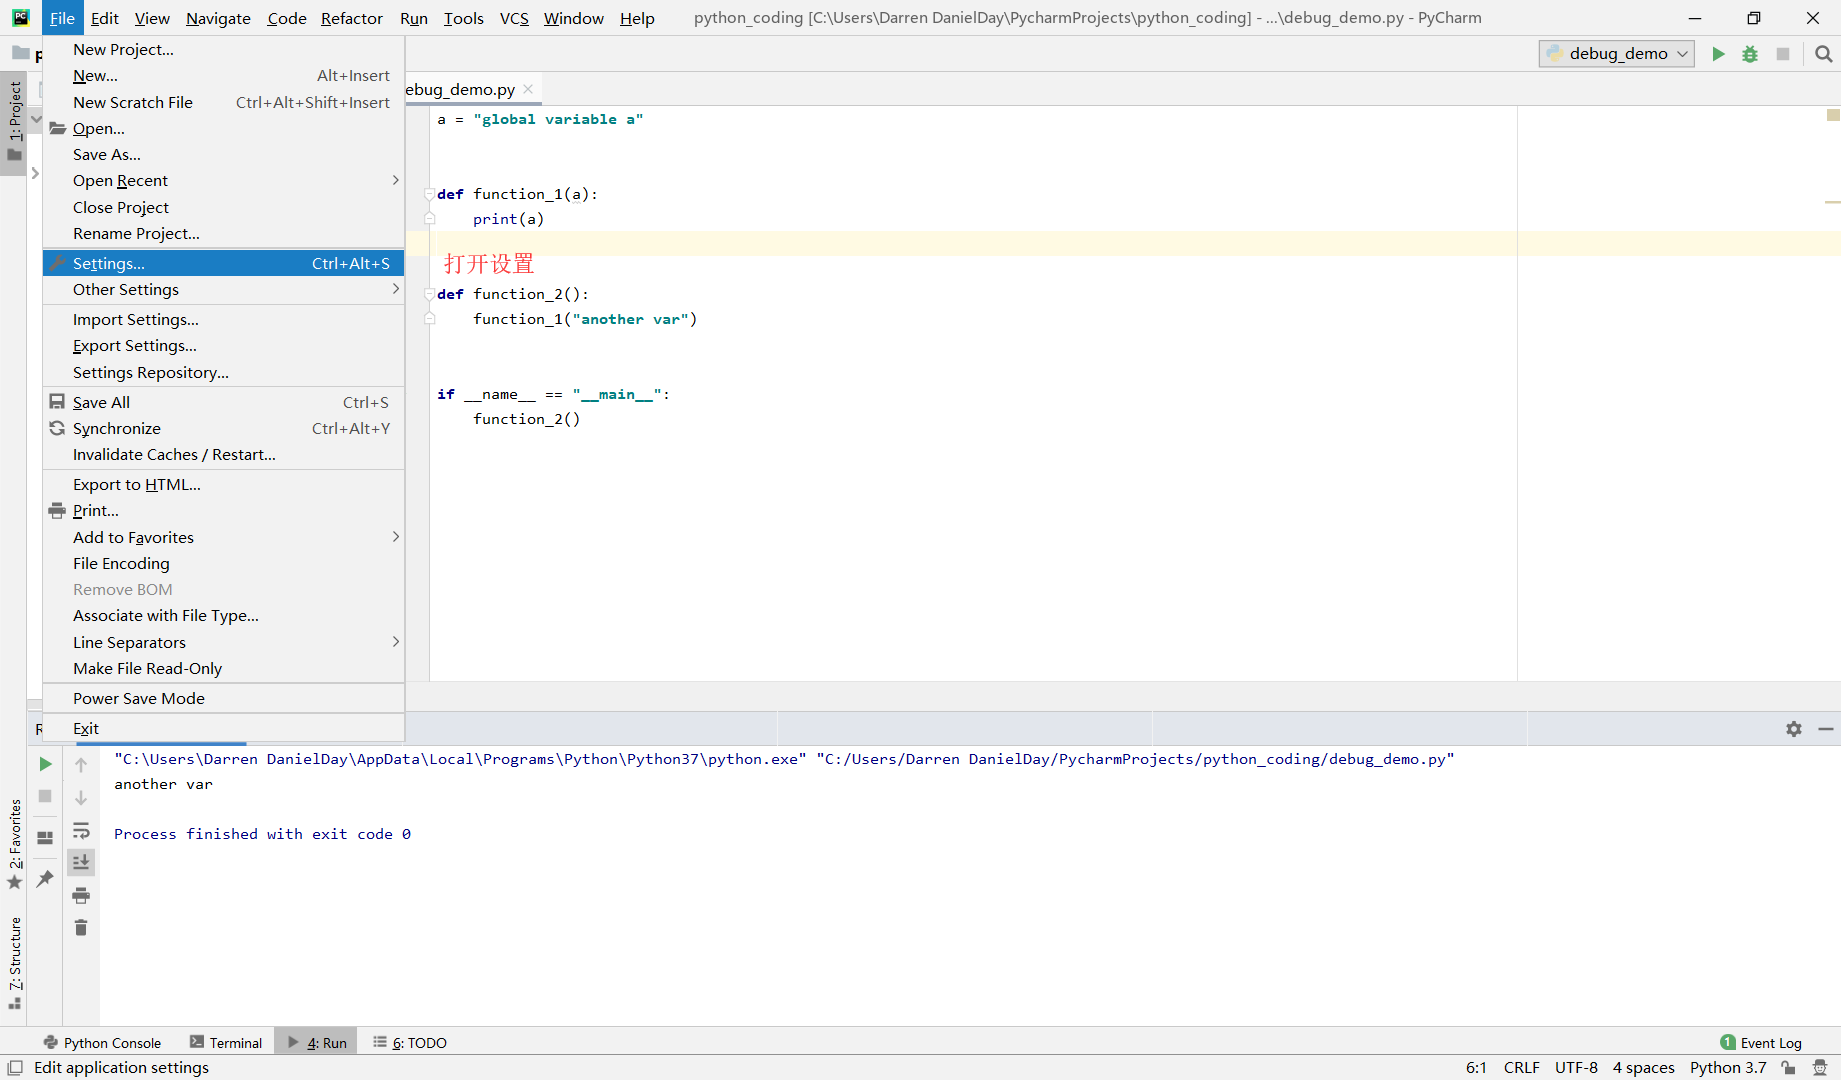 File Edit View Navigate Code Refactor Run Tools VCS Window Help python_coding [C:\Users\Darren DanielDay\PycharmProjects\python_coding] - ...\debug_demo.py - PyCharm
debug_demo
New Project...
New... Alt+Insert
New Scratch File Ctrl+Alt+Shift+Insert
Open...
Save As...
Open Recent
Close Project
Rename Project...
Settings... Ctrl+Alt+S
Other Settings
Import Settings...
Export Settings...
Settings Repository...
Save All Ctrl+S
Synchronize Ctrl+Alt+Y
Invalidate Caches / Restart...
Export to HTML...
Print...
Add to Favorites
File Encoding
Remove BOM
Associate with File Type...
Line Separators
Make File Read-Only
Power Save Mode
Exit
1: Project
2: Favorites
7: Structure
ebug_demo.py
a = "global variable a"
def function_1(a):
print(a)
打开设置
def function_2():
function_1("another var")
if __name__ == "__main__":
function_2()
"C:\Users\Darren DanielDay\AppData\Local\Programs\Python\Python37\python.exe" "C:/Users/Darren DanielDay/PycharmProjects/python_coding/debug_demo.py"
another var
Process finished with exit code 0
Python Console Terminal 4: Run 6: TODO 1 Event Log
Edit application settings 6:1 CRLF UTF-8 4 spaces Python 3.7